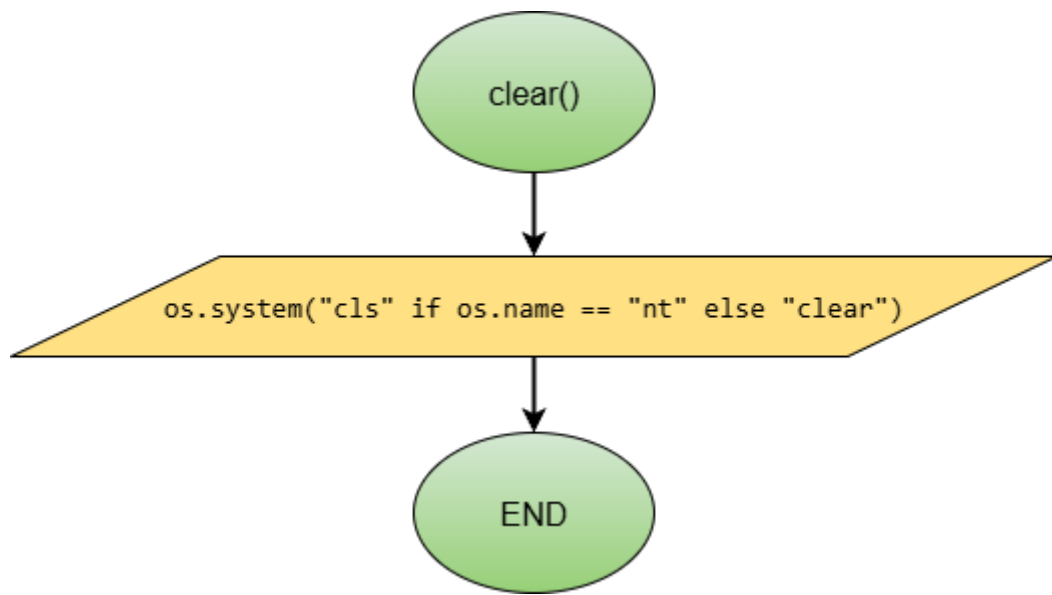 clear()
os.system("cls" if os.name == "nt" else "clear")
END